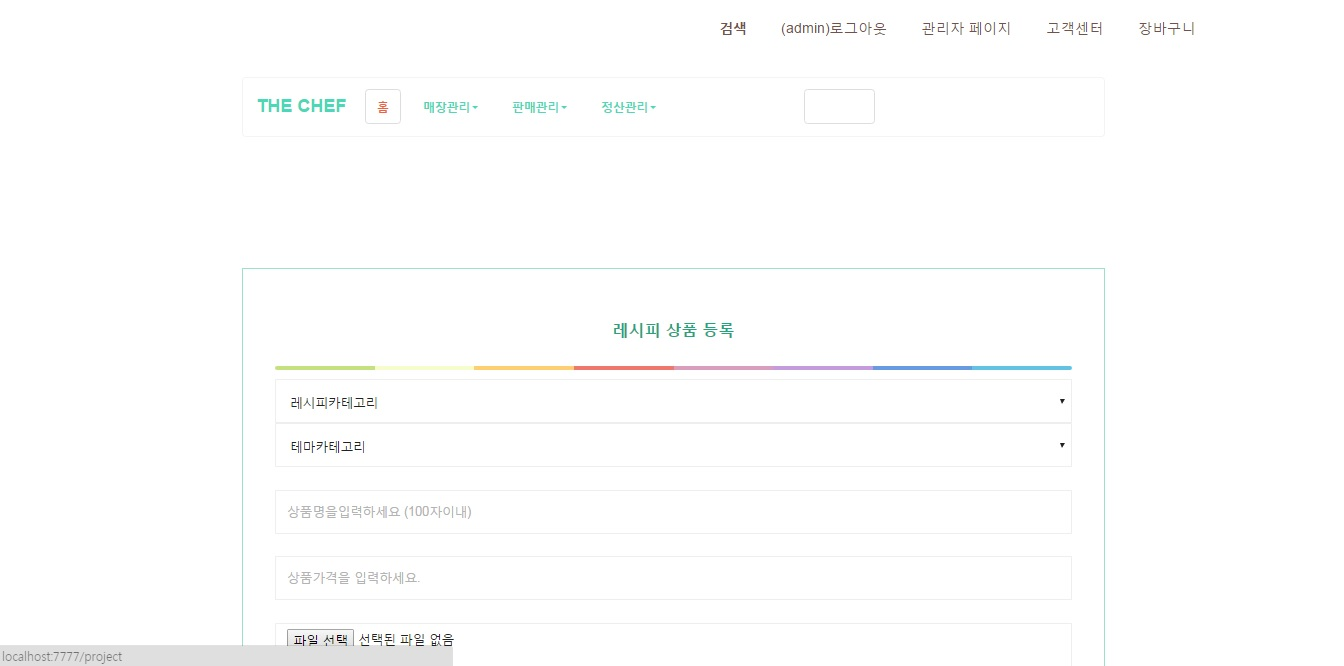 검색 (admin)로그아웃 관리자 페이지 고객센터 장바구니
THE CHEF 홈 매장관리 판매관리 정산관리
레시피 상품 등록
레시피카테고리
테마카테고리
상품명을입력하세요 (100자이내)
상품가격을 입력하세요.
파일 선택 선택된 파일 없음
localhost:7777/project